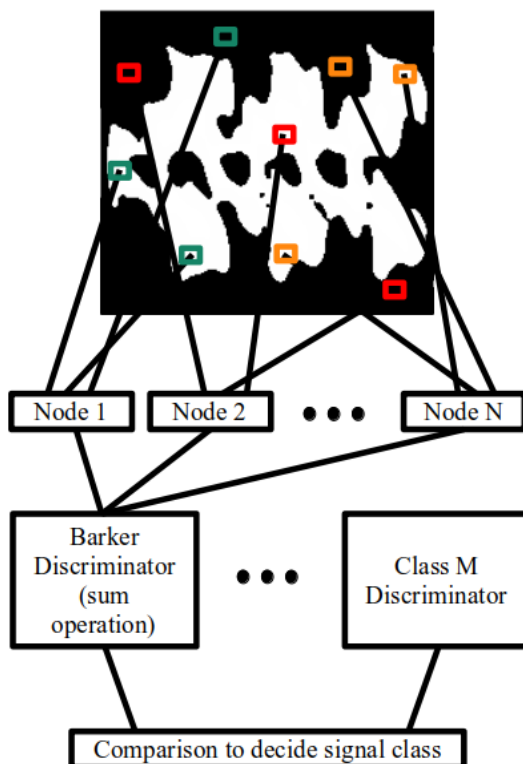 Node 1
Node 2
Node N
Barker
Discriminator
(sum
operation)
Class M
Discriminator
Comparison to decide signal class